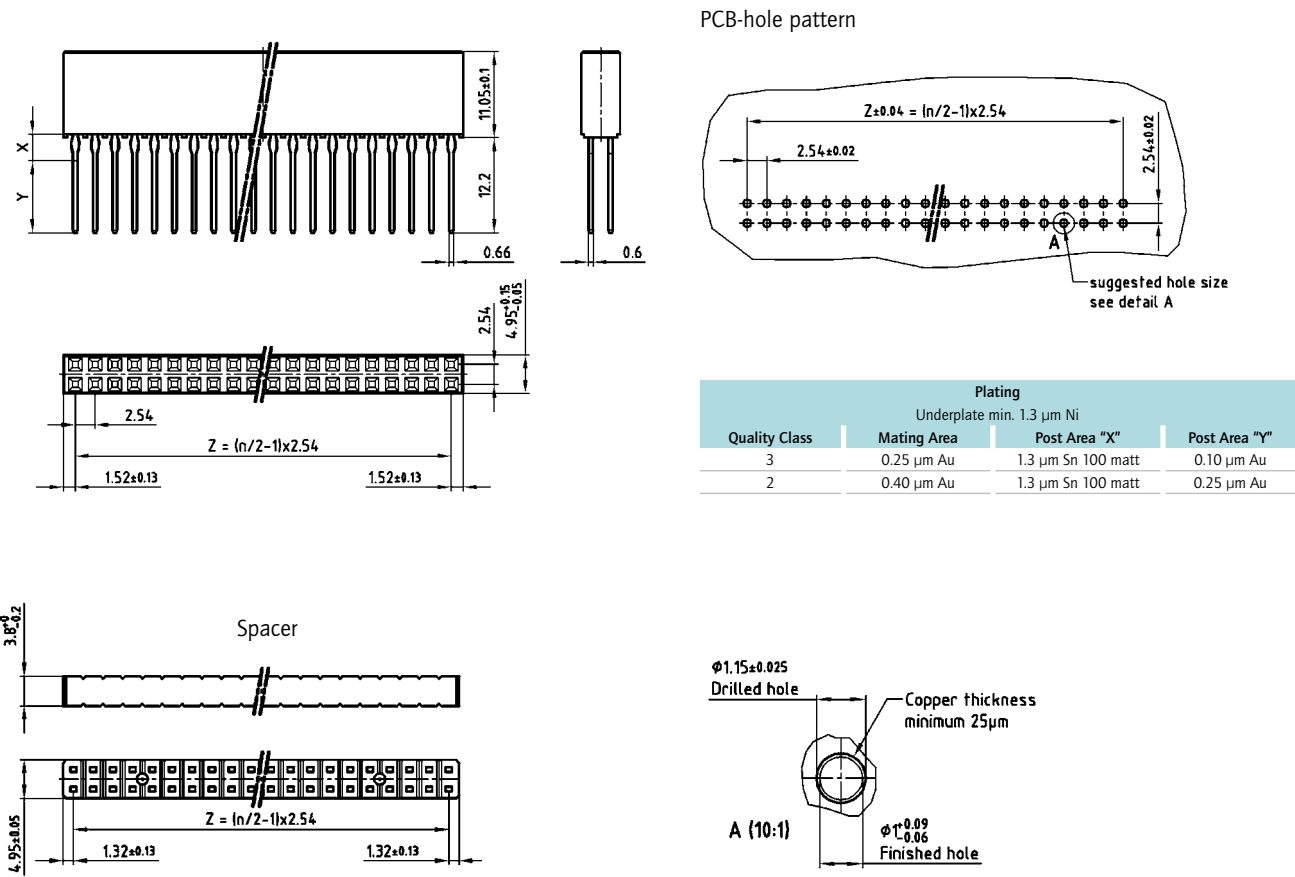 PCB-hole pattern
11.05±0.1
X
Y
12.2
0.66
0.6
Z±0.04 = (n/2-1)x2.54
2.54±0.02
2.54±0.02
A
suggested hole size
see detail A
2.54
4.95+0.15-0.05
2.54
Z = (n/2-1)x2.54
1.52±0.13
1.52±0.13
Plating
Underplate min. 1.3 µm Ni
Quality Class Mating Area Post Area "X" Post Area "Y"
3 0.25 µm Au 1.3 µm Sn 100 matt 0.10 µm Au
2 0.40 µm Au 1.3 µm Sn 100 matt 0.25 µm Au
Spacer
3.8+0-0.2
Z = (n/2-1)x2.54
4.95±0.05
1.32±0.13
1.32±0.13
Φ1.15±0.025
Drilled hole
Copper thickness
minimum 25µm
A (10:1)
Φ1+0.09-0.06
Finished hole